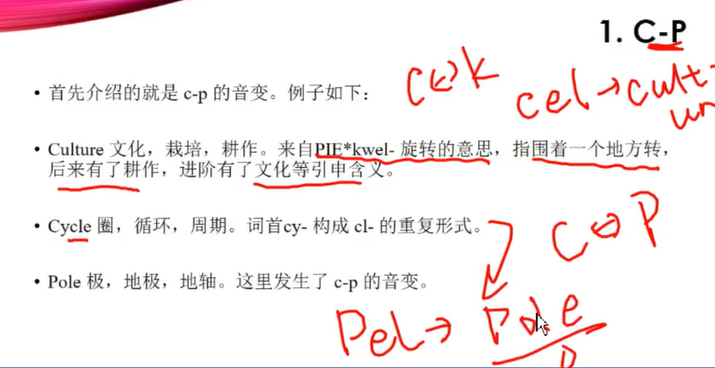 1. C-P
• 首先介绍的就是 c-p 的音变。例子如下：
C↔k
cel→cult-
ur
• Culture 文化，栽培，耕作。来自PIE*kwel- 旋转的意思，指围着一个地方转，
后来有了耕作，进阶有了文化等引申含义。
• Cycle 圈，循环，周期。词首cy- 构成 cl- 的重复形式。
C⇔P
• Pole 极，地极，地轴。这里发生了 c-p 的音变。
Pel→ Pole